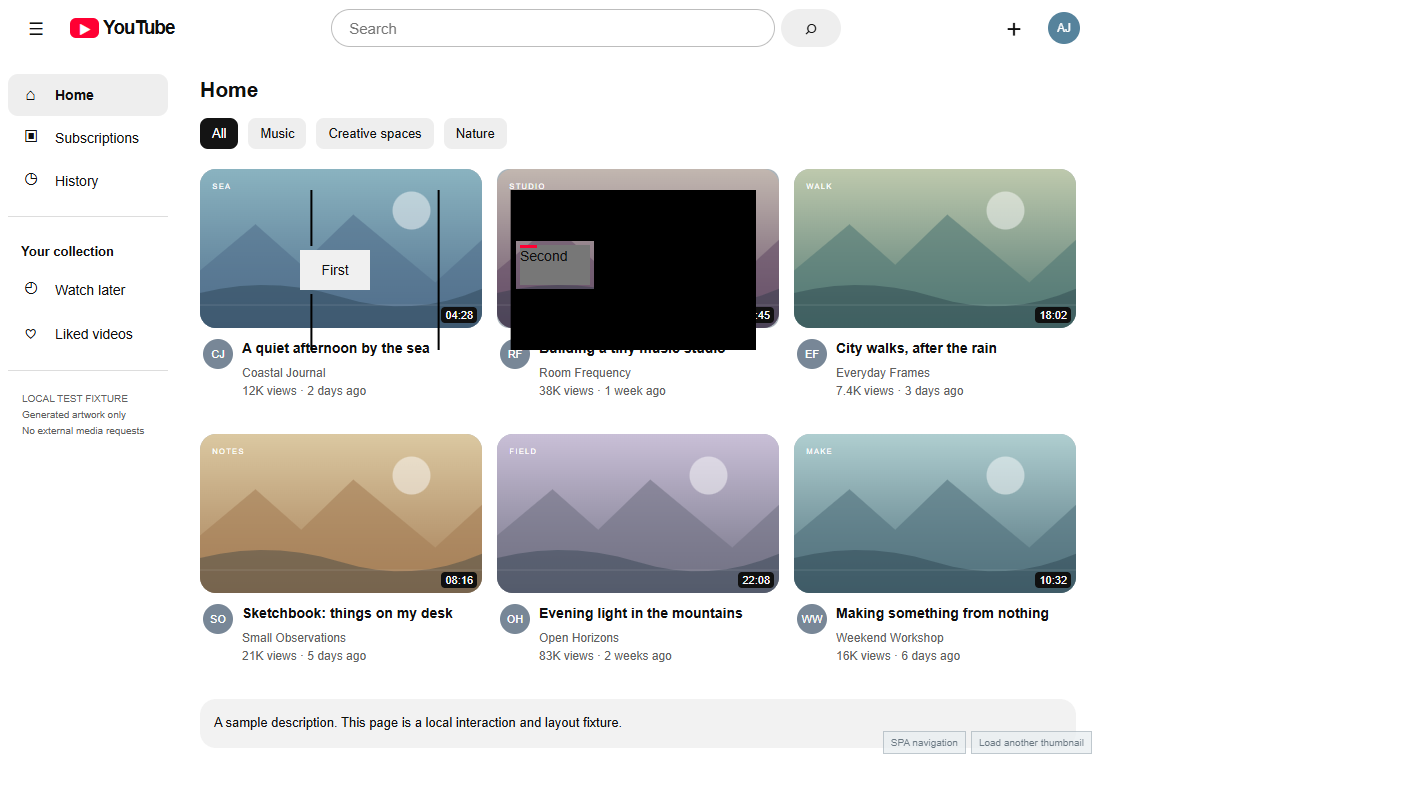 YouTube
Search
AJ
Home
Subscriptions
History
Your collection
Watch later
Liked videos
LOCAL TEST FIXTURE
Generated artwork only
No external media requests
Home
All
Music
Creative spaces
Nature
SEA
First
04:28
CJ
A quiet afternoon by the sea
Coastal Journal
12K views · 2 days ago
STUDIO
Second
:45
RF
Building a tiny music studio
Room Frequency
38K views · 1 week ago
WALK
18:02
EF
City walks, after the rain
Everyday Frames
7.4K views · 3 days ago
NOTES
08:16
SO
Sketchbook: things on my desk
Small Observations
21K views · 5 days ago
FIELD
22:08
OH
Evening light in the mountains
Open Horizons
83K views · 2 weeks ago
MAKE
10:32
WW
Making something from nothing
Weekend Workshop
16K views · 6 days ago
A sample description. This page is a local interaction and layout fixture.
SPA navigation
Load another thumbnail